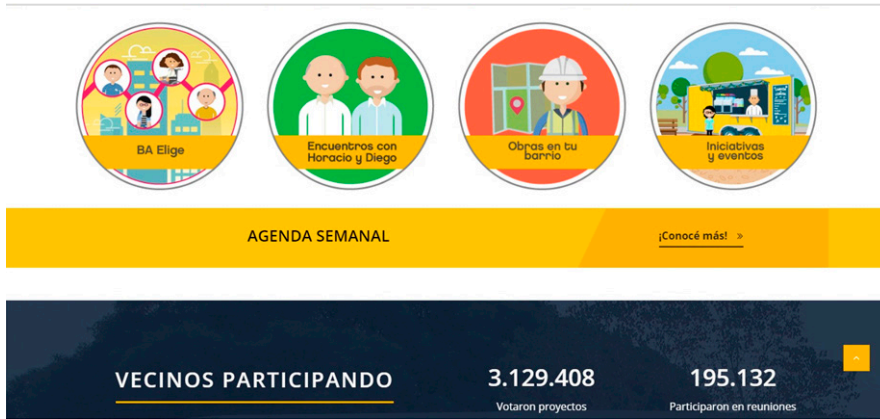 BA Elige
Encuentros con
Horacio y Diego
Obras en tu
barrio
Iniciativas
y eventos
AGENDA SEMANAL
¡Conocé más! »
VECINOS PARTICIPANDO
3.129.408
Votaron proyectos
195.132
Participaron en reuniones